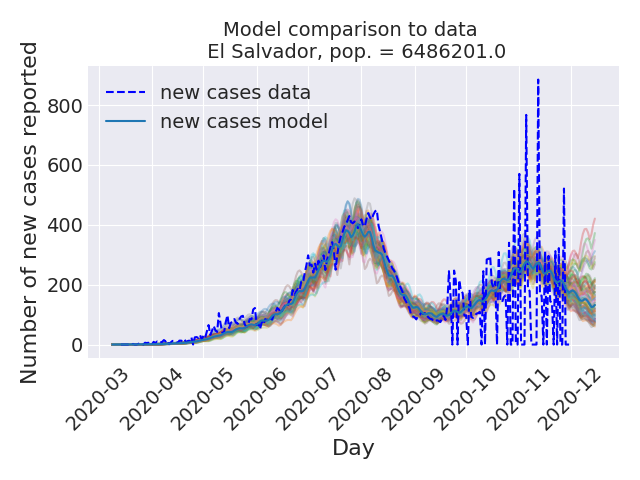 Model comparison to data
El Salvador, pop. = 6486201.0
Number of new cases reported
800
600
400
200
0
new cases data
new cases model
2020-03
2020-04
2020-05
2020-06
2020-07
2020-08
2020-09
2020-10
2020-11
2020-12
Day